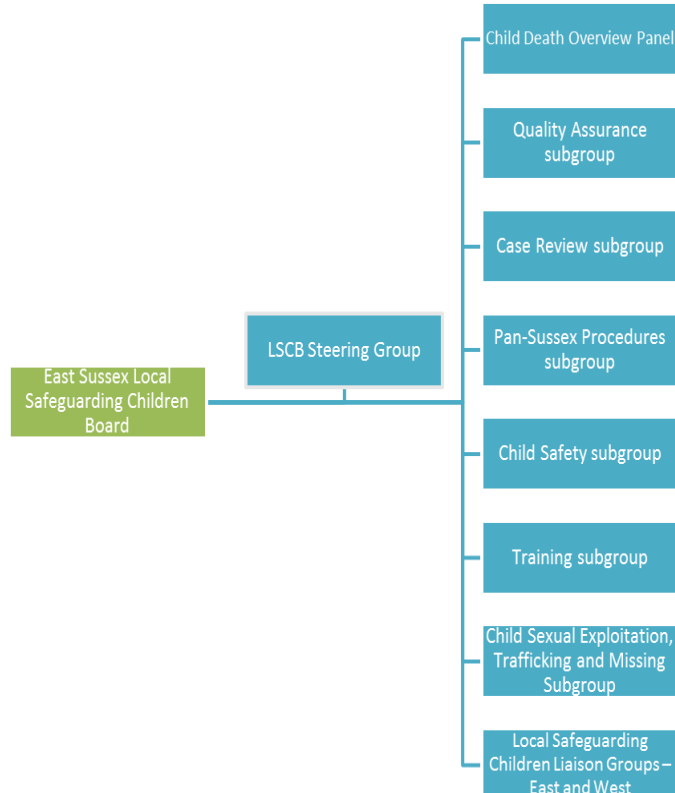 Child Death Overview Panel
Quality Assurance
subgroup
Case Review subgroup
LSCB Steering Group
Pan-Sussex Procedures
subgroup
East Sussex Local
Safeguarding Children
Board
Child Safety subgroup
Training subgroup
Child Sexual Exploitation,
Trafficking and Missing
Subgroup
Local Safeguarding
Children Liaison Groups –
East and West